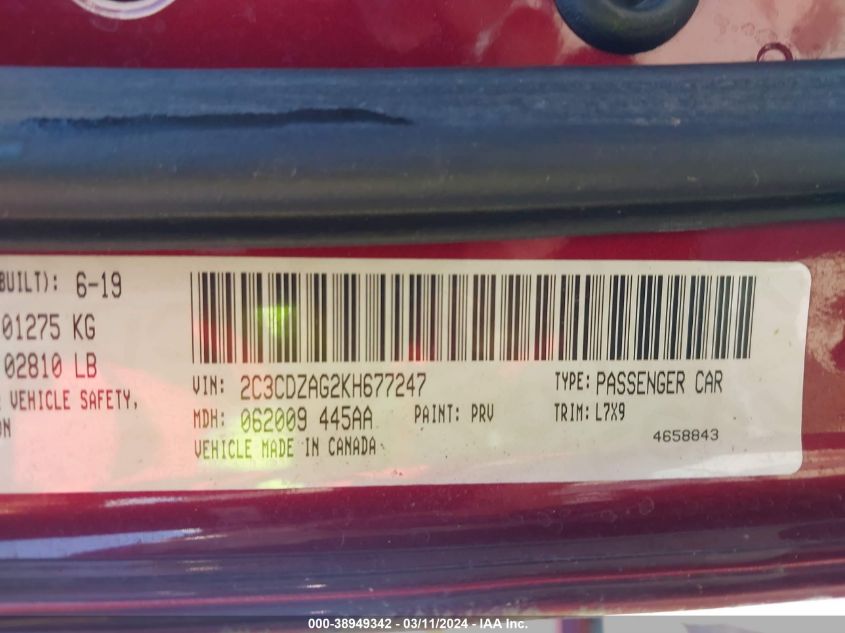 BUILT): 6-19
01275 KG
02810 LB
VEHICLE SAFETY,
ON
VIN: 2C3CDZAG2KH677247 TYPE: PASSENGER CAR
MDH: 062009 445AA PAINT: PRV TRIM: L7X9
VEHICLE MADE IN CANADA 4658843
000-38949342 - 03/11/2024 - IAA Inc.